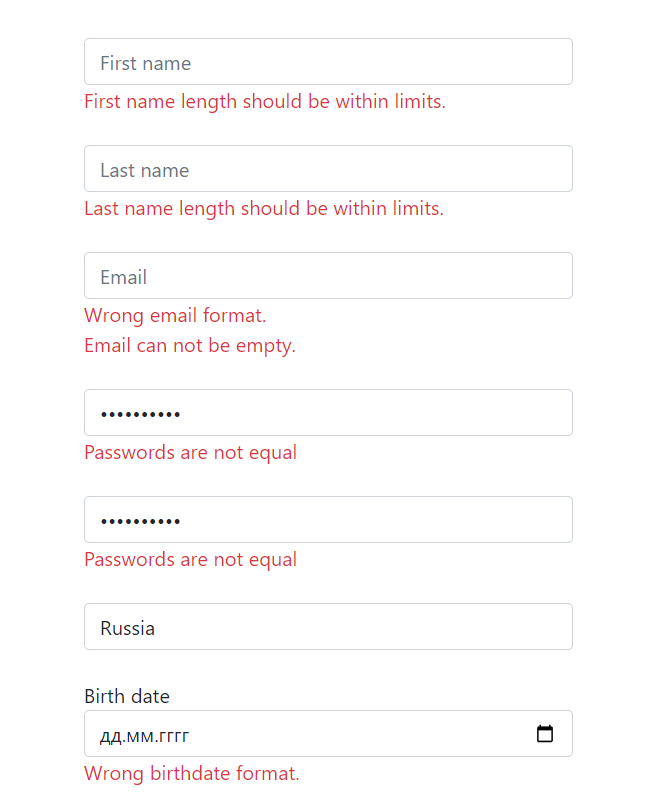 First name
First name length should be within limits.
Last name
Last name length should be within limits.
Email
Wrong email format.
Email can not be empty.
••••••••••
Passwords are not equal
••••••••••
Passwords are not equal
Russia
Birth date
дд.мм.гггг
Wrong birthdate format.